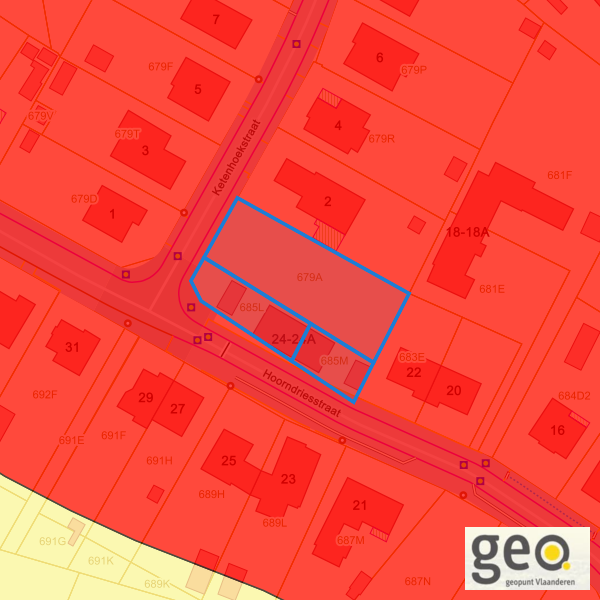 7
6
679F
679P
5
679V
4
679T
679R
3
Ketenhoekstraat
681F
679D
2
1
18-18A
679A
681E
685L
24-24A
31
685M
683E
22
Hoorndriesstraat
20
692F
29
27
684D2
16
691F
691E
691H
25
23
689H
21
689L
691G
687M
691K
689K
687N
geo.
geopunt Vlaanderen